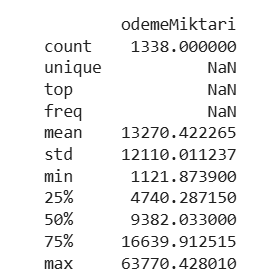 odemeMiktari
count 1338.000000
unique NaN
top NaN
freq NaN
mean 13270.422265
std 12110.011237
min 1121.873900
25% 4740.287150
50% 9382.033000
75% 16639.912515
max 63770.428010